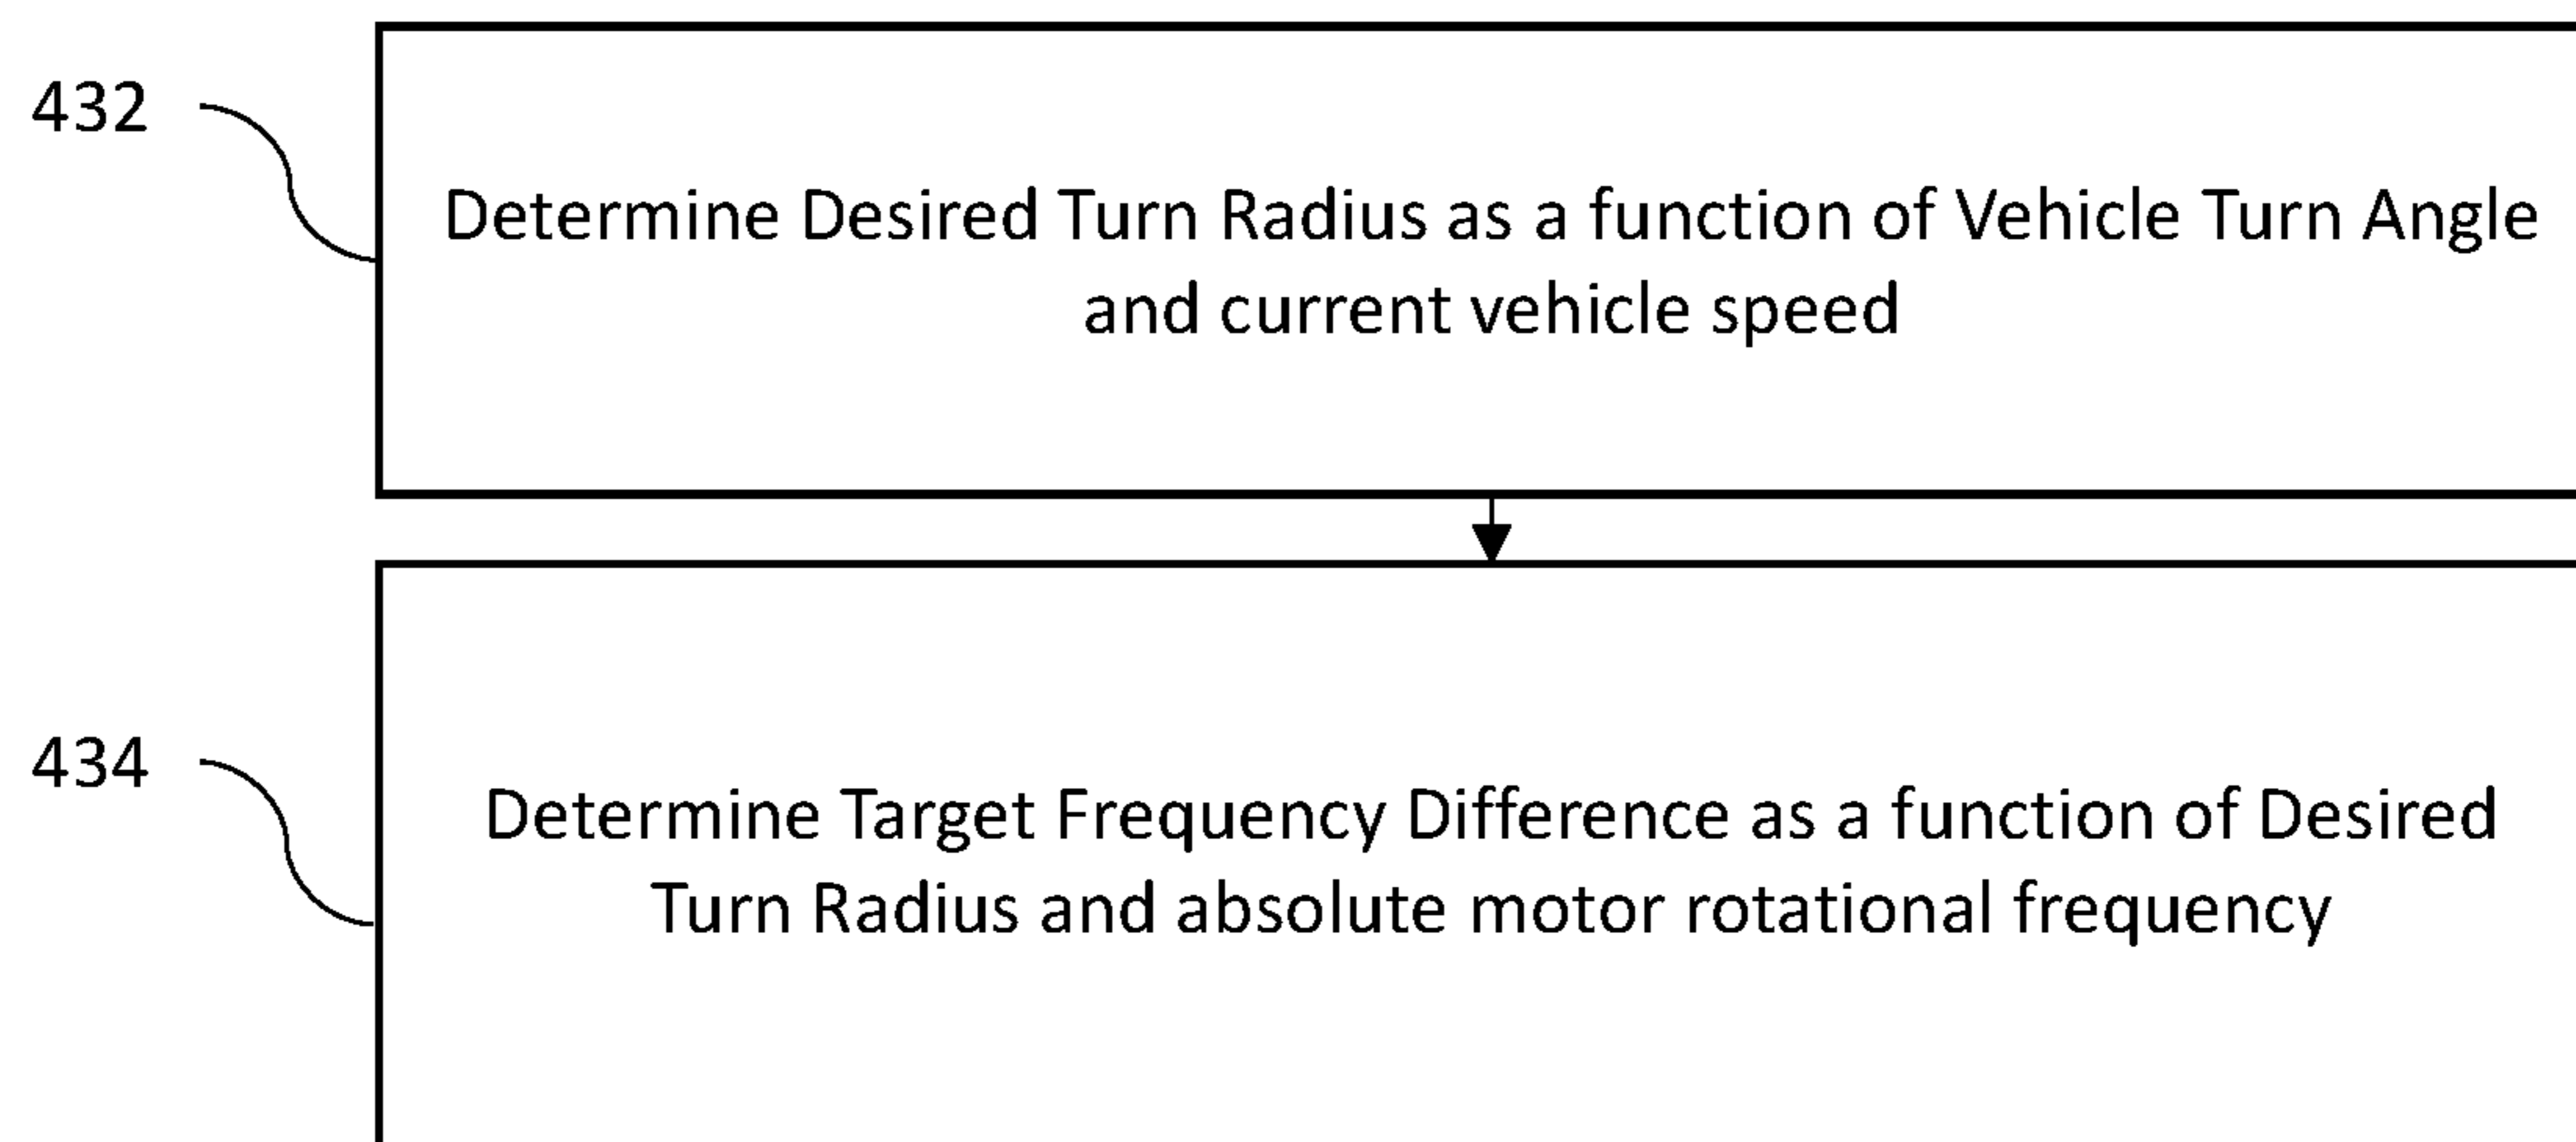 432
Determine Desired Turn Radius as a function of Vehicle Turn Angle
and current vehicle speed
434
Determine Target Frequency Difference as a function of Desired
Turn Radius and absolute motor rotational frequency